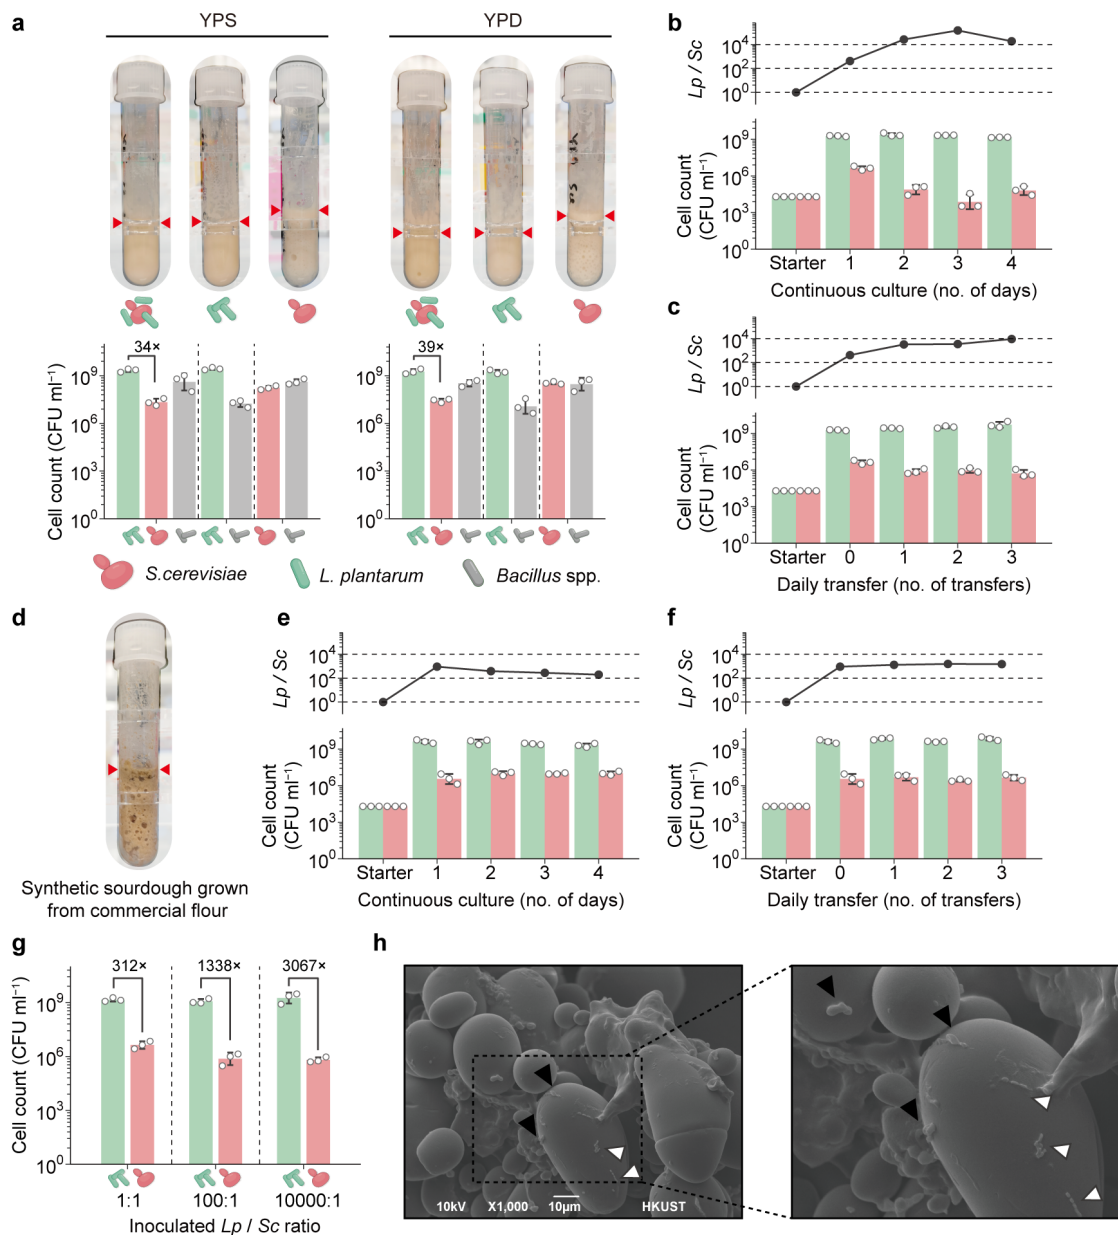 a
YPS
YPD
34×
39×
Cell count (CFU ml⁻¹)
10⁹
10⁶
10³
10⁰
10⁹
10⁶
10³
10⁰
S.cerevisiae
L. plantarum
Bacillus spp.
b
Lp / Sc
10⁴
10²
10⁰
Cell count
(CFU ml⁻¹)
10⁹
10⁶
10³
10⁰
Starter 1 2 3 4
Continuous culture (no. of days)
c
Lp / Sc
10⁴
10²
10⁰
Cell count
(CFU ml⁻¹)
10⁹
10⁶
10³
10⁰
Starter 0 1 2 3
Daily transfer (no. of transfers)
d
Synthetic sourdough grown
from commercial flour
e
Lp / Sc
10⁴
10²
10⁰
Cell count
(CFU ml⁻¹)
10⁹
10⁶
10³
10⁰
Starter 1 2 3 4
Continuous culture (no. of days)
f
Lp / Sc
10⁴
10²
10⁰
Cell count
(CFU ml⁻¹)
10⁹
10⁶
10³
10⁰
Starter 0 1 2 3
Daily transfer (no. of transfers)
g
312× 1338× 3067×
Cell count (CFU ml⁻¹)
10⁹
10⁶
10³
10⁰
1:1 100:1 10000:1
Inoculated Lp / Sc ratio
h
10kV X1,000 10µm HKUST